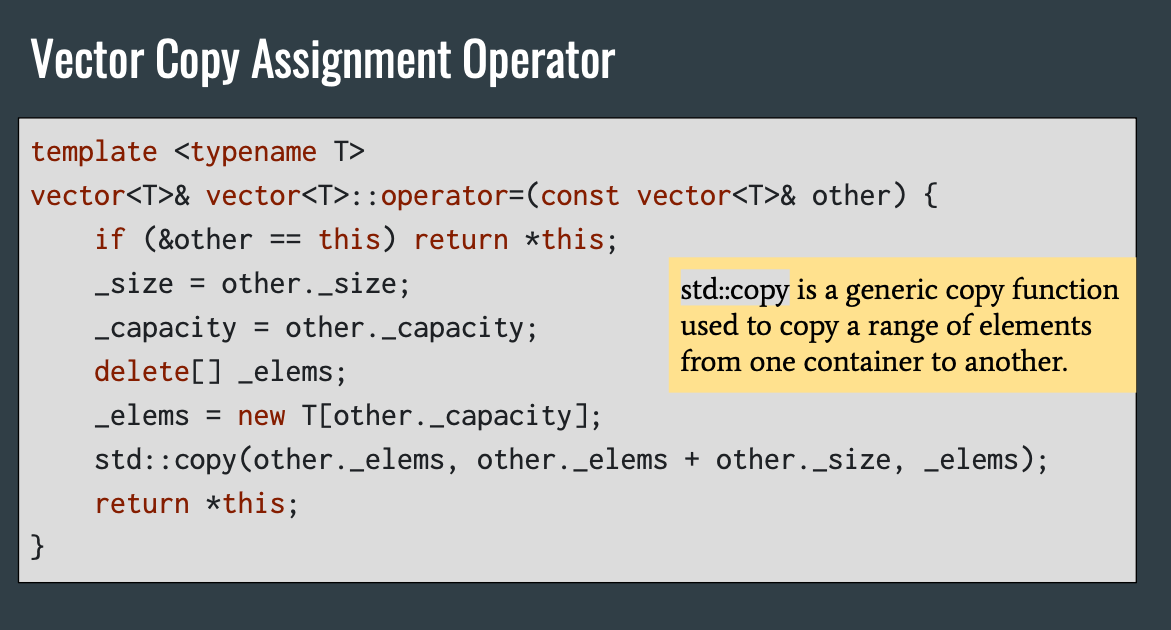 Vector Copy Assignment Operator
template <typename T>
vector<T>& vector<T>::operator=(const vector<T>& other) {
    if (&other == this) return *this;
    _size = other._size;
    _capacity = other._capacity;
    delete[] _elems;
    _elems = new T[other._capacity];
    std::copy(other._elems, other._elems + other._size, _elems);
    return *this;
}
std::copy is a generic copy function
used to copy a range of elements
from one container to another.